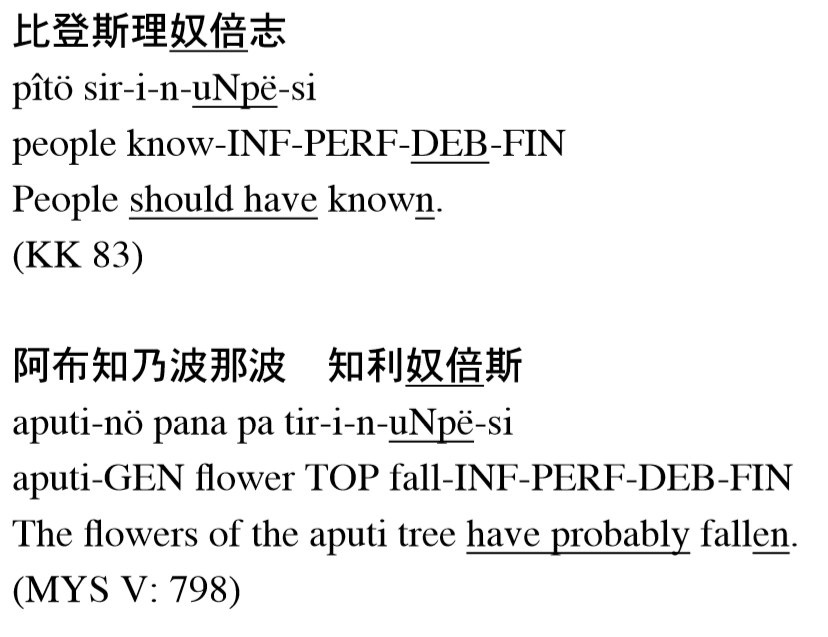 比登斯理奴倍志
pîtö sir-i-n-uNpë-si
people know-INF-PERF-DEB-FIN
People should have known.
(KK 83)
阿布知乃波那波　知利奴倍斯
aputi-nö pana pa tir-i-n-uNpë-si
aputi-GEN flower TOP fall-INF-PERF-DEB-FIN
The flowers of the aputi tree have probably fallen.
(MYS V: 798)